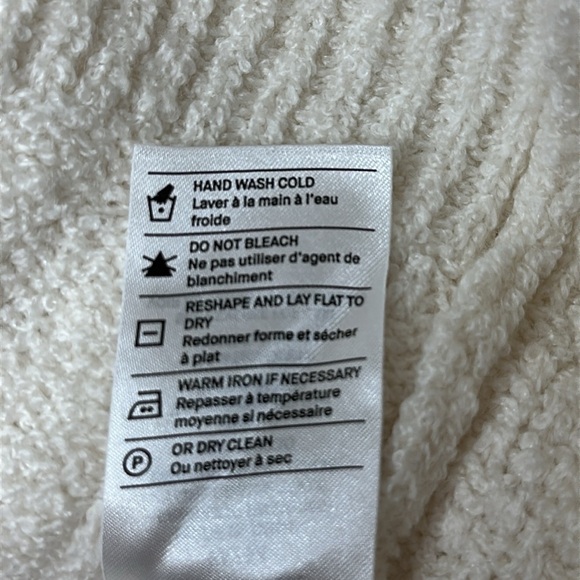 HAND WASH COLD
Laver à la main à l'eau
froide
DO NOT BLEACH
Ne pas utiliser d'agent de
blanchiment
RESHAPE AND LAY FLAT TO
DRY
Redonner forme et sécher
à plat
WARM IRON IF NECESSARY
Repasser à température
moyenne si nécessaire
P
OR DRY CLEAN
Ou nettoyer à sec